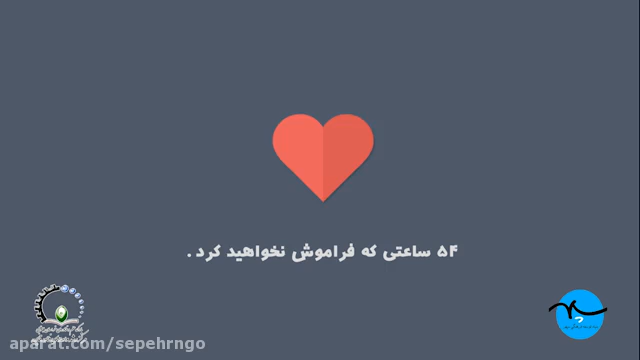 ۵۴ ساعتی که فراموش نخواهید کرد .
aparat.com/sepehrngo